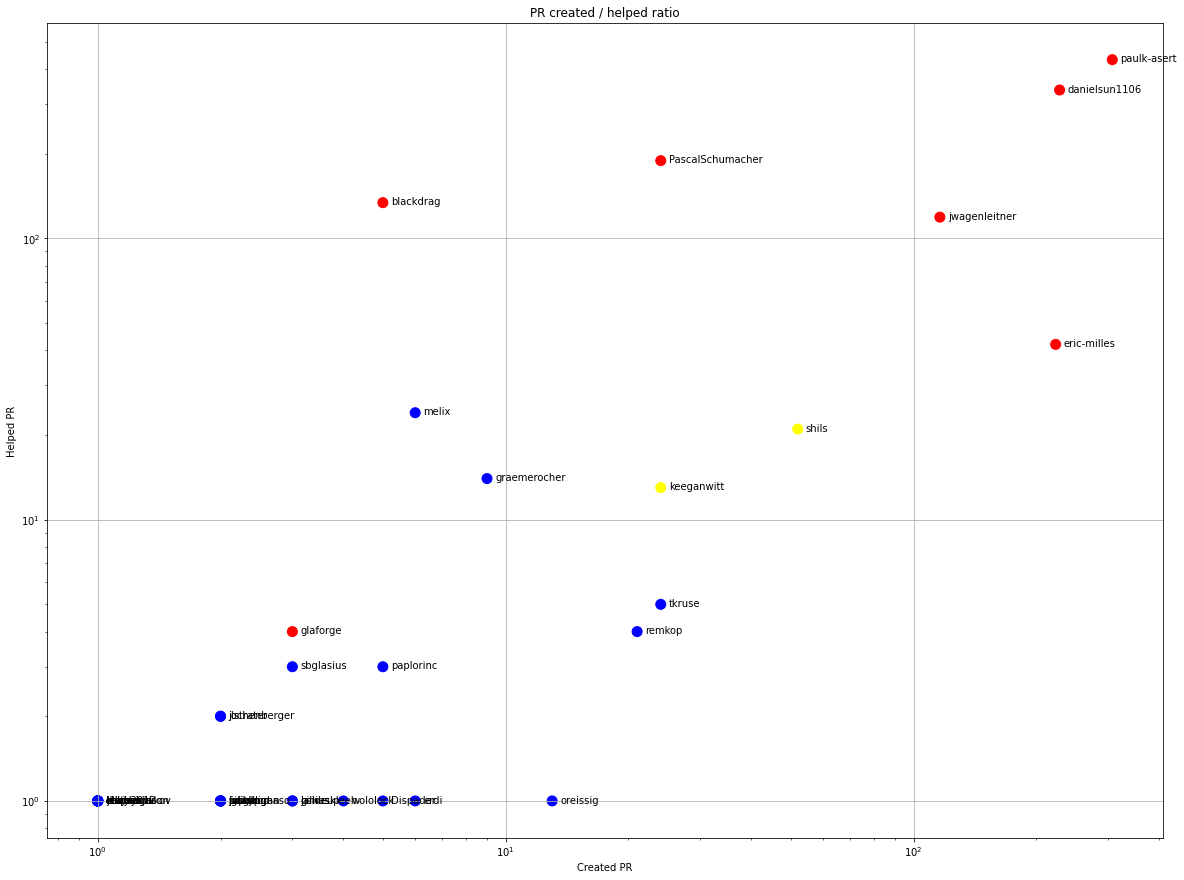 PR created / helped ratio
paulk-asert
danielsun1106
PascalSchumacher
blackdrag
jwagenleitner
10²
eric-milles
melix
shils
Helped PR
graemerocher
keeganwitt
10¹
tkruse
remkop
glaforge
sbglasius
paplorinc
10⁰
oreissig
10⁰
10¹
10²
Created PR